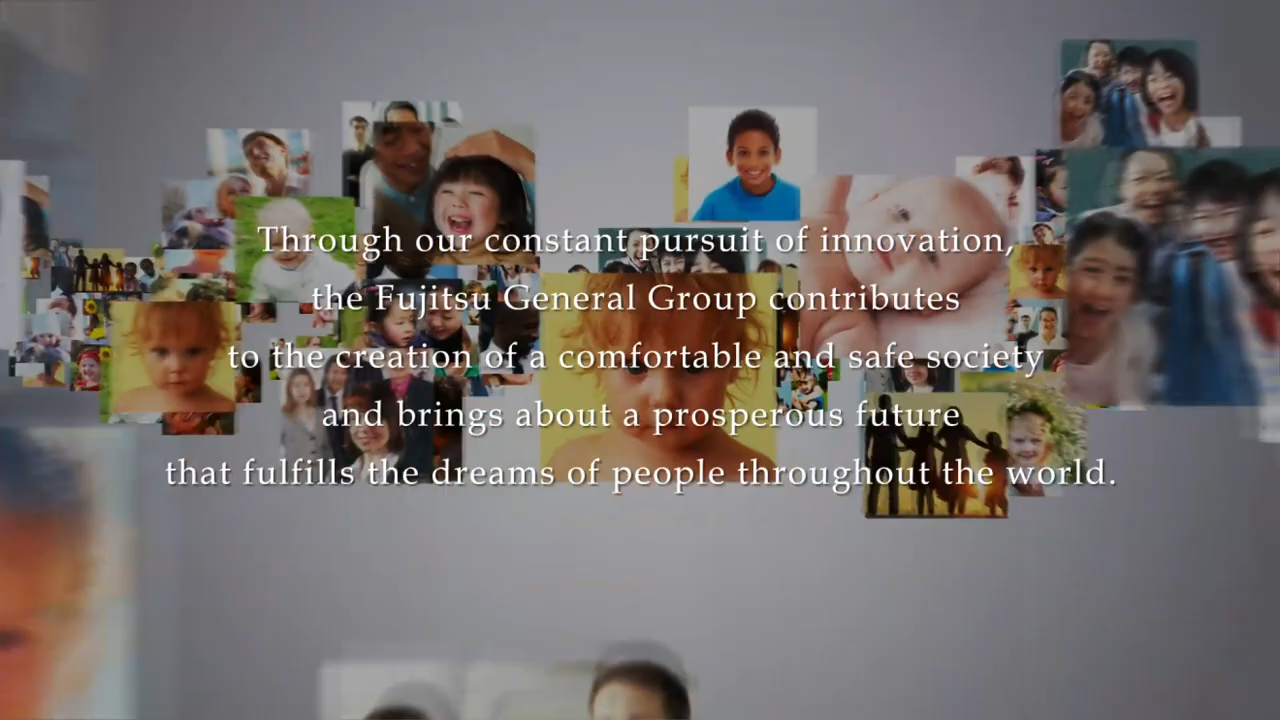 Through our constant pursuit of innovation,
the Fujitsu General Group contributes
to the creation of a comfortable and safe society
and brings about a prosperous future
that fulfills the dreams of people throughout the world.